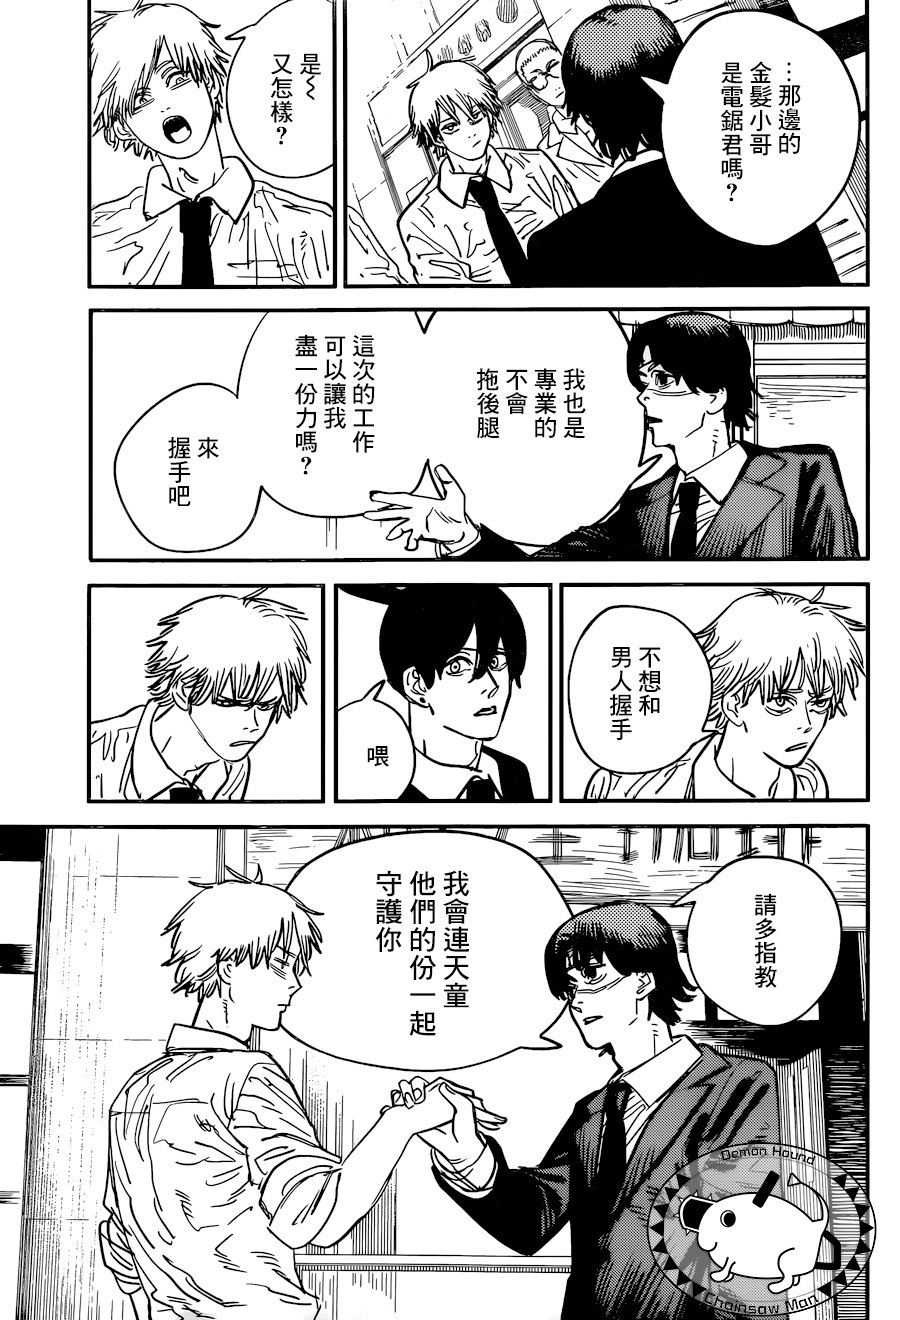 …那邊的
金髮小哥
是電鋸君嗎？
是～
又怎樣？
我也是
專業的
不會
拖後腿
這次的工作
可以讓我
盡一份力嗎？
來
握手吧
不想和
男人握手
喂
請多指教
我會連天童
他們的份一起
守護你
Demon Hound
Chainsaw Man